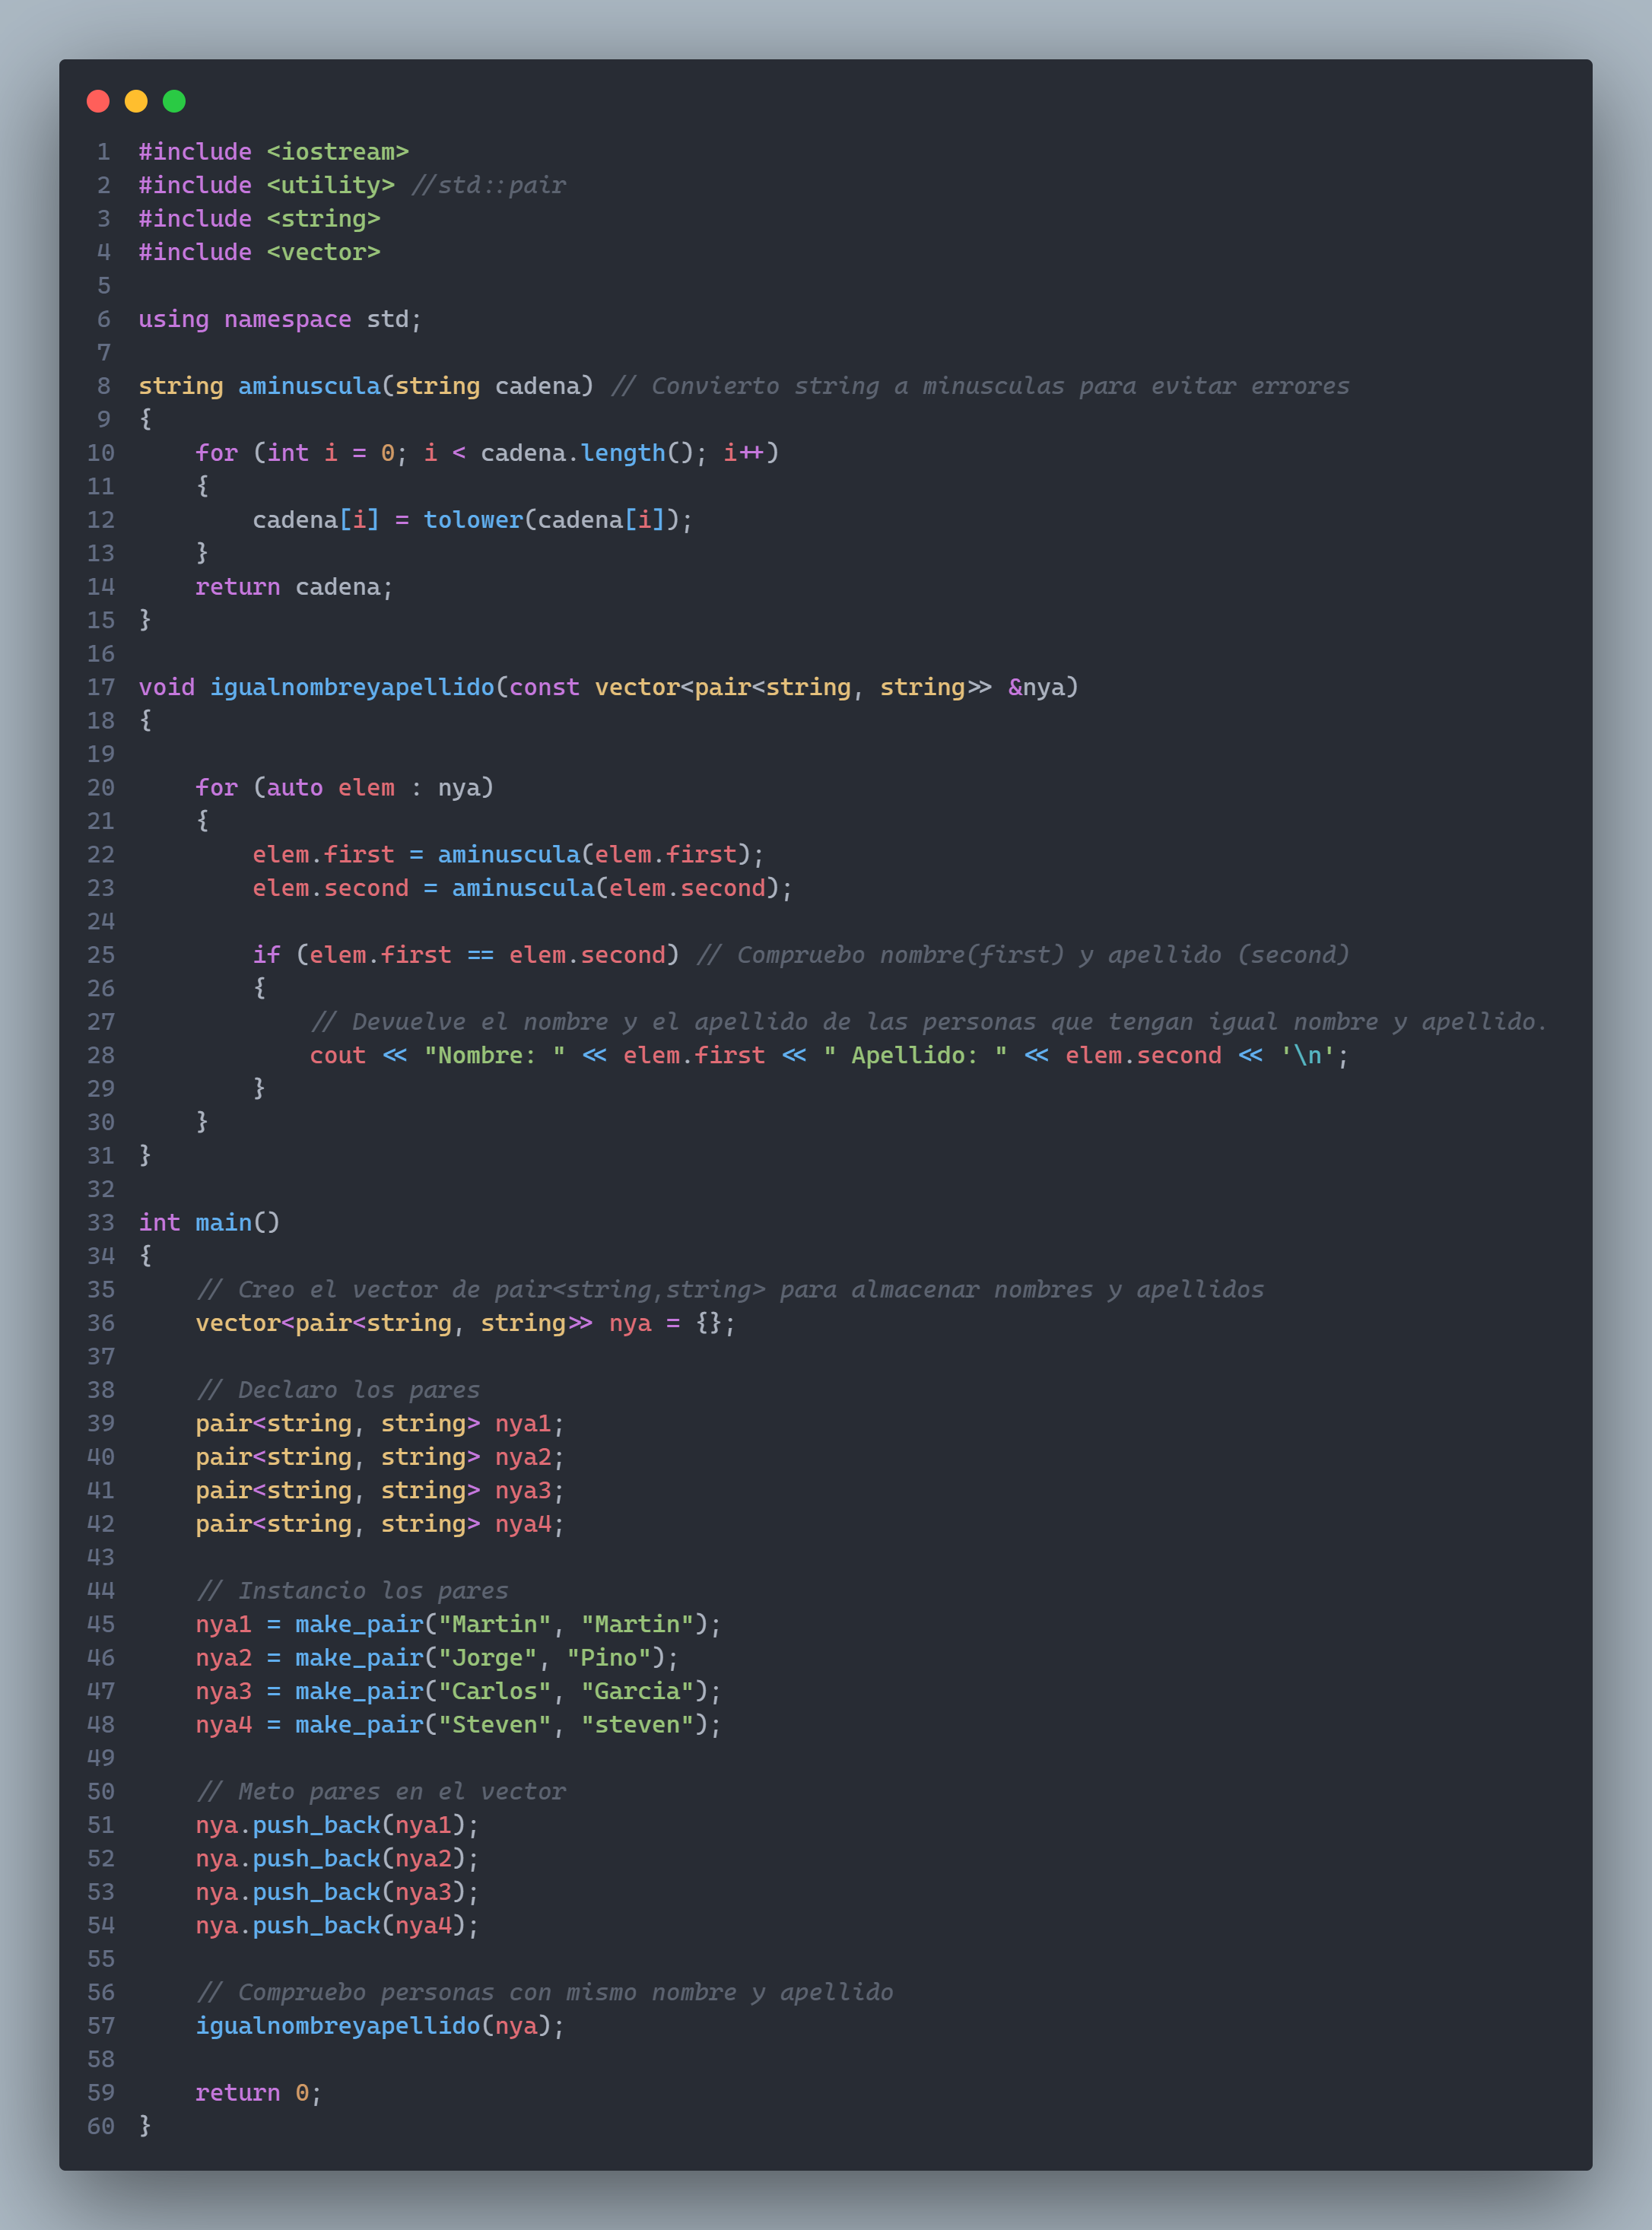 1 #include <iostream>
2 #include <utility> //std::pair
3 #include <string>
4 #include <vector>
5
6 using namespace std;
7
8 string aminuscula(string cadena) // Convierto string a minusculas para evitar errores
9 {
10     for (int i = 0; i < cadena.length(); i++)
11     {
12         cadena[i] = tolower(cadena[i]);
13     }
14     return cadena;
15 }
16
17 void igualnombreyapellido(const vector<pair<string, string>> &nya)
18 {
19
20     for (auto elem : nya)
21     {
22         elem.first = aminuscula(elem.first);
23         elem.second = aminuscula(elem.second);
24
25         if (elem.first == elem.second) // Compruebo nombre(first) y apellido (second)
26         {
27             // Devuelve el nombre y el apellido de las personas que tengan igual nombre y apellido.
28             cout << "Nombre: " << elem.first << " Apellido: " << elem.second << '\n';
29         }
30     }
31 }
32
33 int main()
34 {
35     // Creo el vector de pair<string,string> para almacenar nombres y apellidos
36     vector<pair<string, string>> nya = {};
37
38     // Declaro los pares
39     pair<string, string> nya1;
40     pair<string, string> nya2;
41     pair<string, string> nya3;
42     pair<string, string> nya4;
43
44     // Instancio los pares
45     nya1 = make_pair("Martin", "Martin");
46     nya2 = make_pair("Jorge", "Pino");
47     nya3 = make_pair("Carlos", "Garcia");
48     nya4 = make_pair("Steven", "steven");
49
50     // Meto pares en el vector
51     nya.push_back(nya1);
52     nya.push_back(nya2);
53     nya.push_back(nya3);
54     nya.push_back(nya4);
55
56     // Compruebo personas con mismo nombre y apellido
57     igualnombreyapellido(nya);
58
59     return 0;
60 }